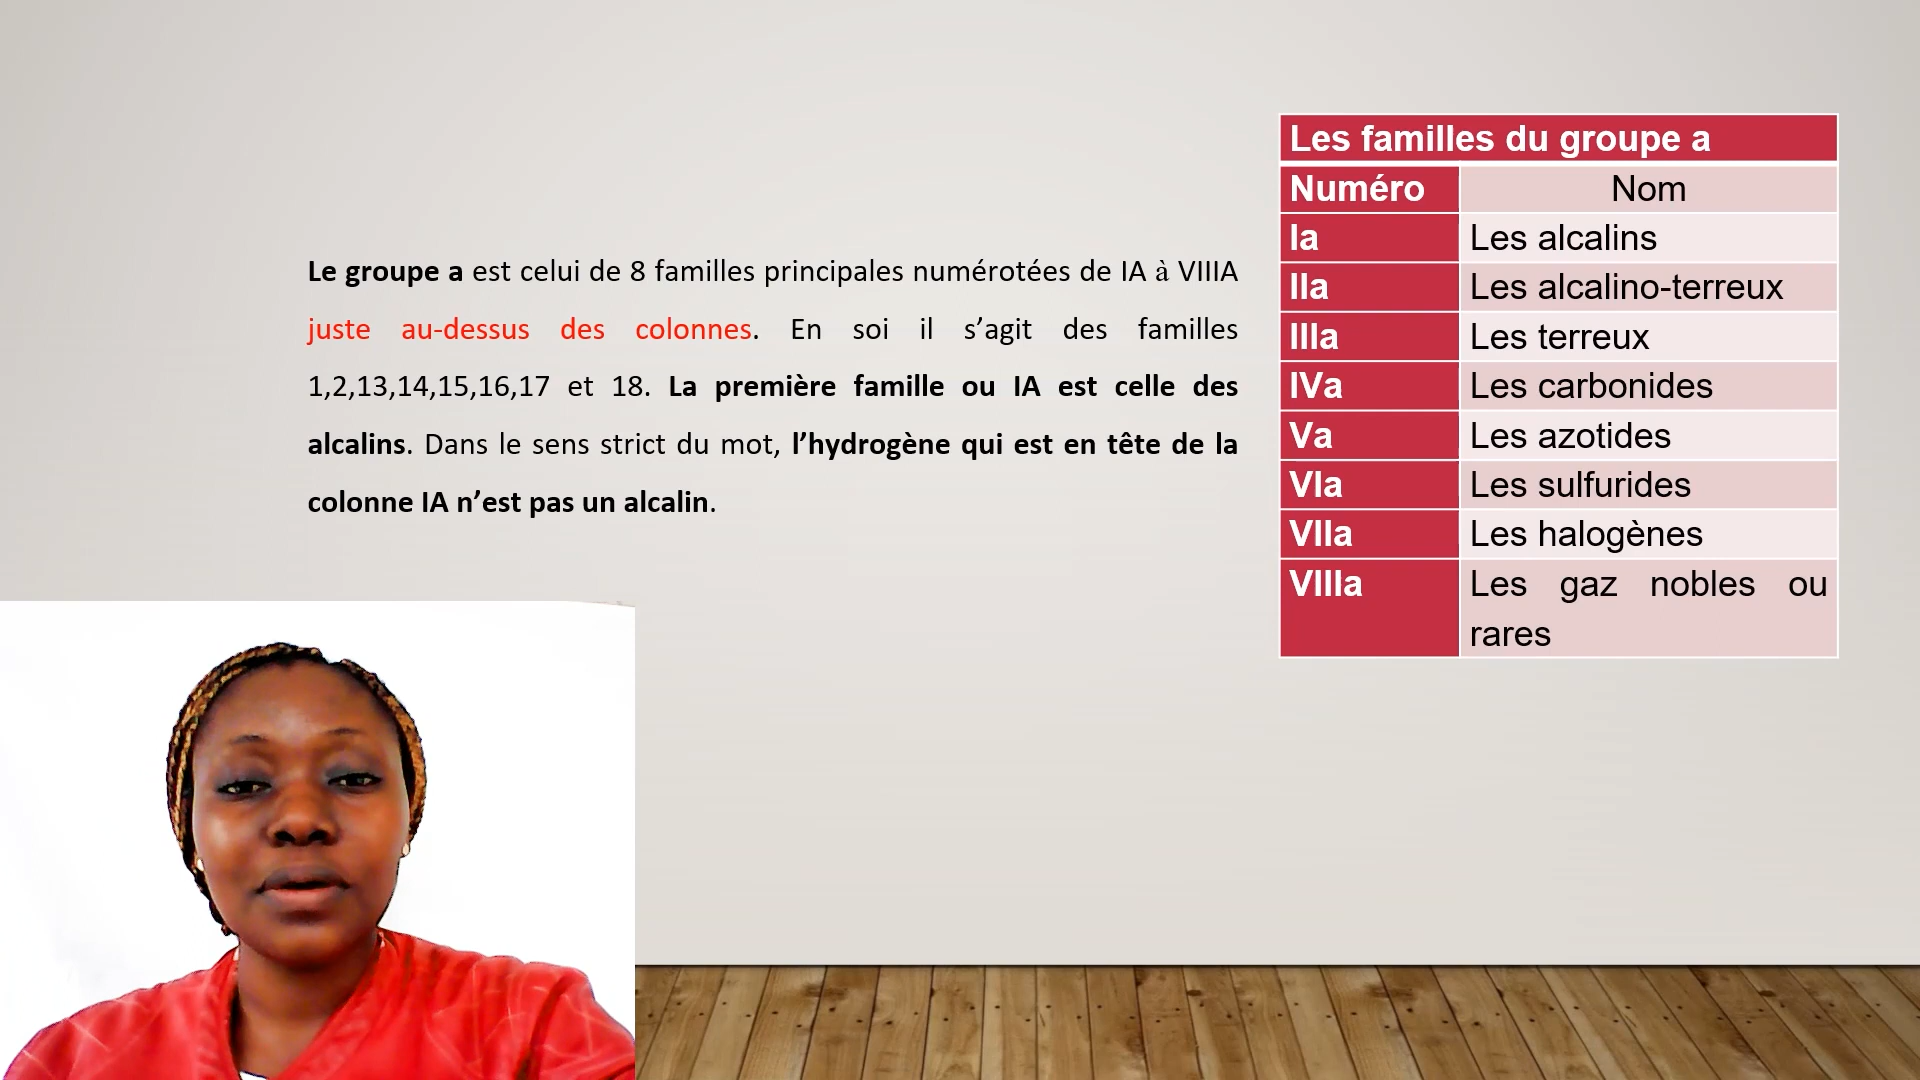 Le groupe a est celui de 8 familles principales numérotées de IA à VIIIA
juste au-dessus des colonnes. En soi il s’agit des familles
1,2,13,14,15,16,17 et 18. La première famille ou IA est celle des
alcalins. Dans le sens strict du mot, l’hydrogène qui est en tête de la
colonne IA n’est pas un alcalin.
Les familles du groupe a
Numéro Nom
Ia Les alcalins
IIa Les alcalino-terreux
IIIa Les terreux
IVa Les carbonides
Va Les azotides
VIa Les sulfurides
VIIa Les halogènes
VIIIa Les gaz nobles ou
rares